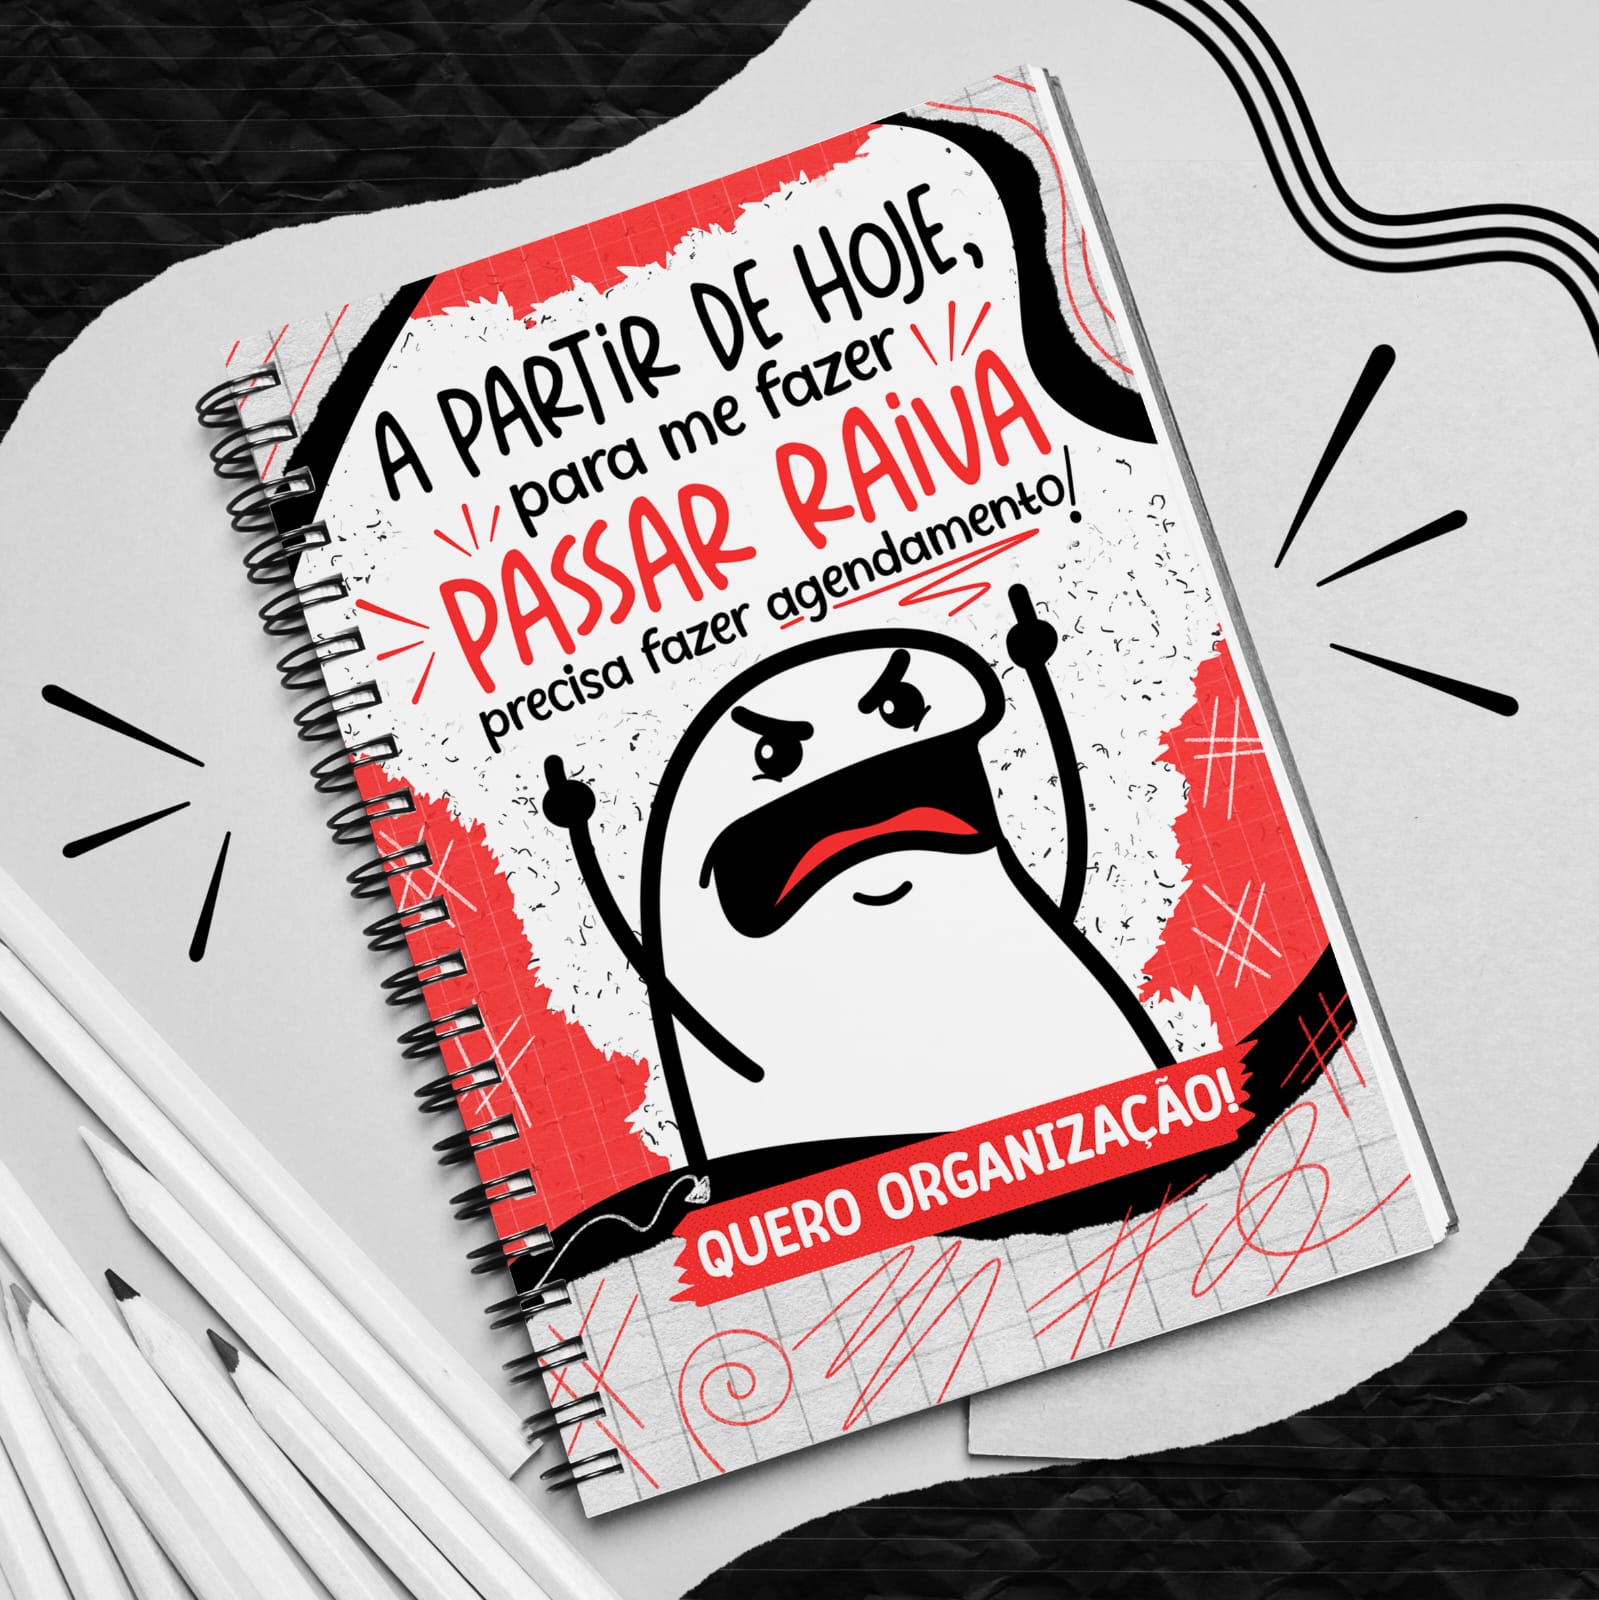 A PARTIR DE HOJE,
para me fazer
PASSAR RAIVA
precisa fazer agendamento!
QUERO ORGANIZAÇÃO!